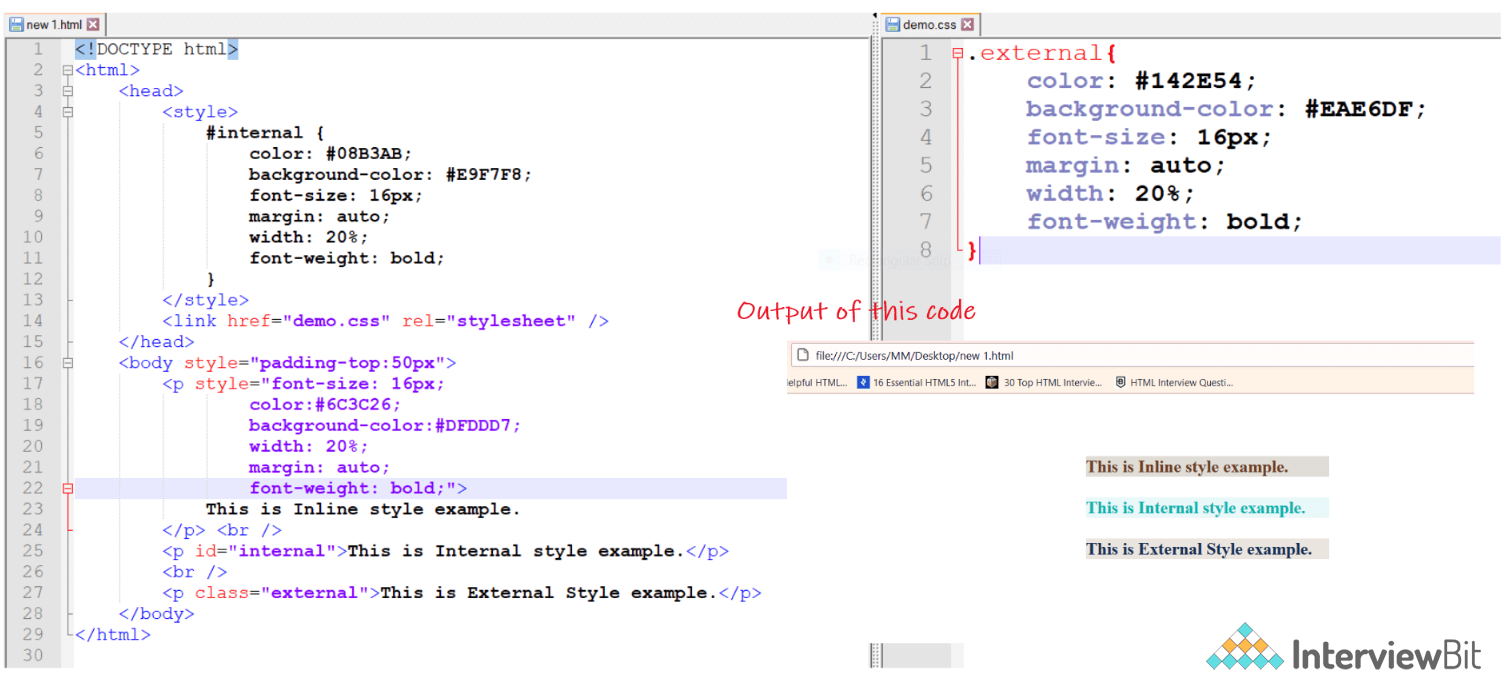 new 1.html
1 <!DOCTYPE html>
2 <html>
3 <head>
4 <style>
5 #internal {
6 color: #08B3AB;
7 background-color: #E9F7F8;
8 font-size: 16px;
9 margin: auto;
10 width: 20%;
11 font-weight: bold;
12 }
13 </style>
14 <link href="demo.css" rel="stylesheet" />
15 </head>
16 <body style="padding-top:50px">
17 <p style="font-size: 16px;
18 color:#6C3C26;
19 background-color:#DFDDD7;
20 width: 20%;
21 margin: auto;
22 font-weight: bold;">
23 This is Inline style example.
24 </p> <br />
25 <p id="internal">This is Internal style example.</p>
26 <br />
27 <p class="external">This is External Style example.</p>
28 </body>
29 </html>
30
demo.css
1 .external{
2 color: #142E54;
3 background-color: #EAE6DF;
4 font-size: 16px;
5 margin: auto;
6 width: 20%;
7 font-weight: bold;
8 }
Output of this code
file:///C:/Users/MM/Desktop/new 1.html
elpful HTML... 16 Essential HTML5 Int... 30 Top HTML Intervie... HTML Interview Questi...
This is Inline style example.
This is Internal style example.
This is External Style example.
InterviewBit